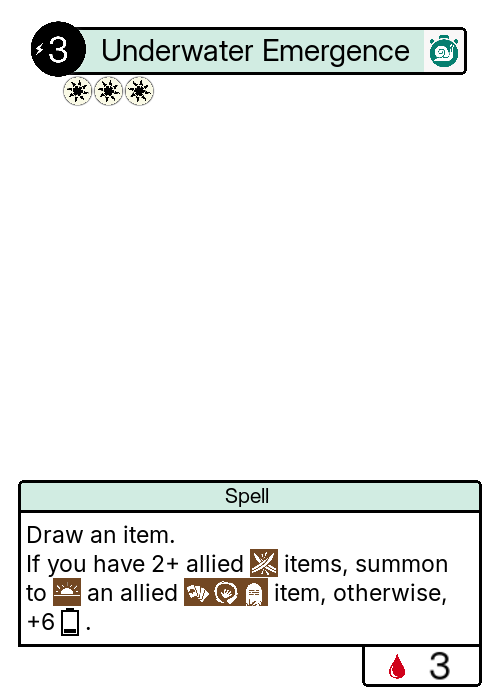 3 Underwater Emergence
Spell
Draw an item.
If you have 2+ allied items, summon
to an allied item, otherwise,
+6 .
3